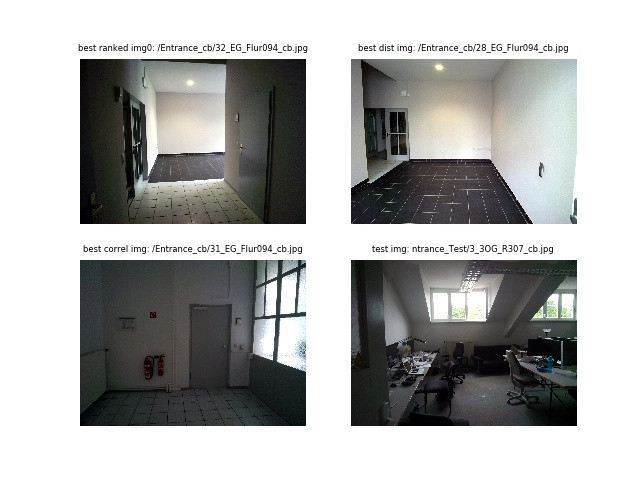 best ranked img0: /Entrance_cb/32_EG_Flur094_cb.jpg
best dist img: /Entrance_cb/28_EG_Flur094_cb.jpg
best correl img: /Entrance_cb/31_EG_Flur094_cb.jpg
test img: ntrance_Test/3_3OG_R307_cb.jpg